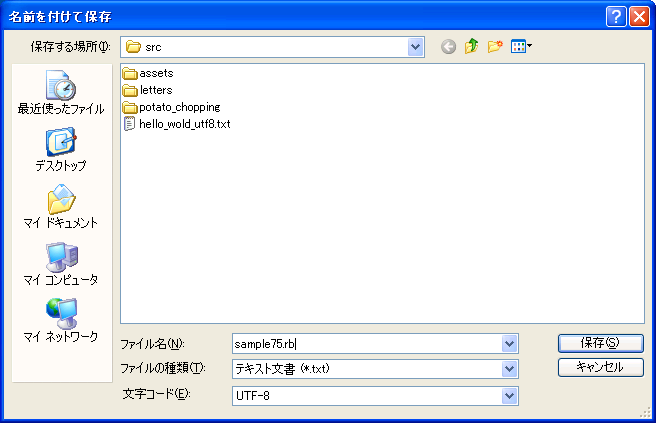 名前を付けて保存
保存する場所(I):
src
最近使ったファイル
デスクトップ
マイ ドキュメント
マイ コンピュータ
マイ ネットワーク
assets
letters
potato_chopping
hello_wold_utf8.txt
ファイル名(N):
sample75.rb
保存(S)
ファイルの種類(T):
テキスト文書 (*.txt)
キャンセル
文字コード(E):
UTF-8